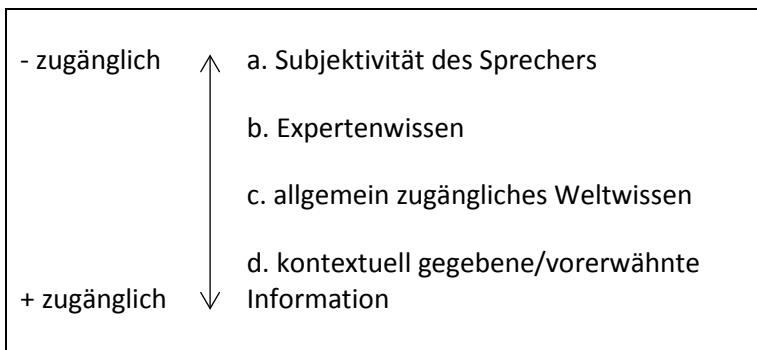 - zugänglich a. Subjektivität des Sprechers
b. Expertenwissen
c. allgemein zugängliches Weltwissen
d. kontextuell gegebene/vorerwähnte
+ zugänglich Information